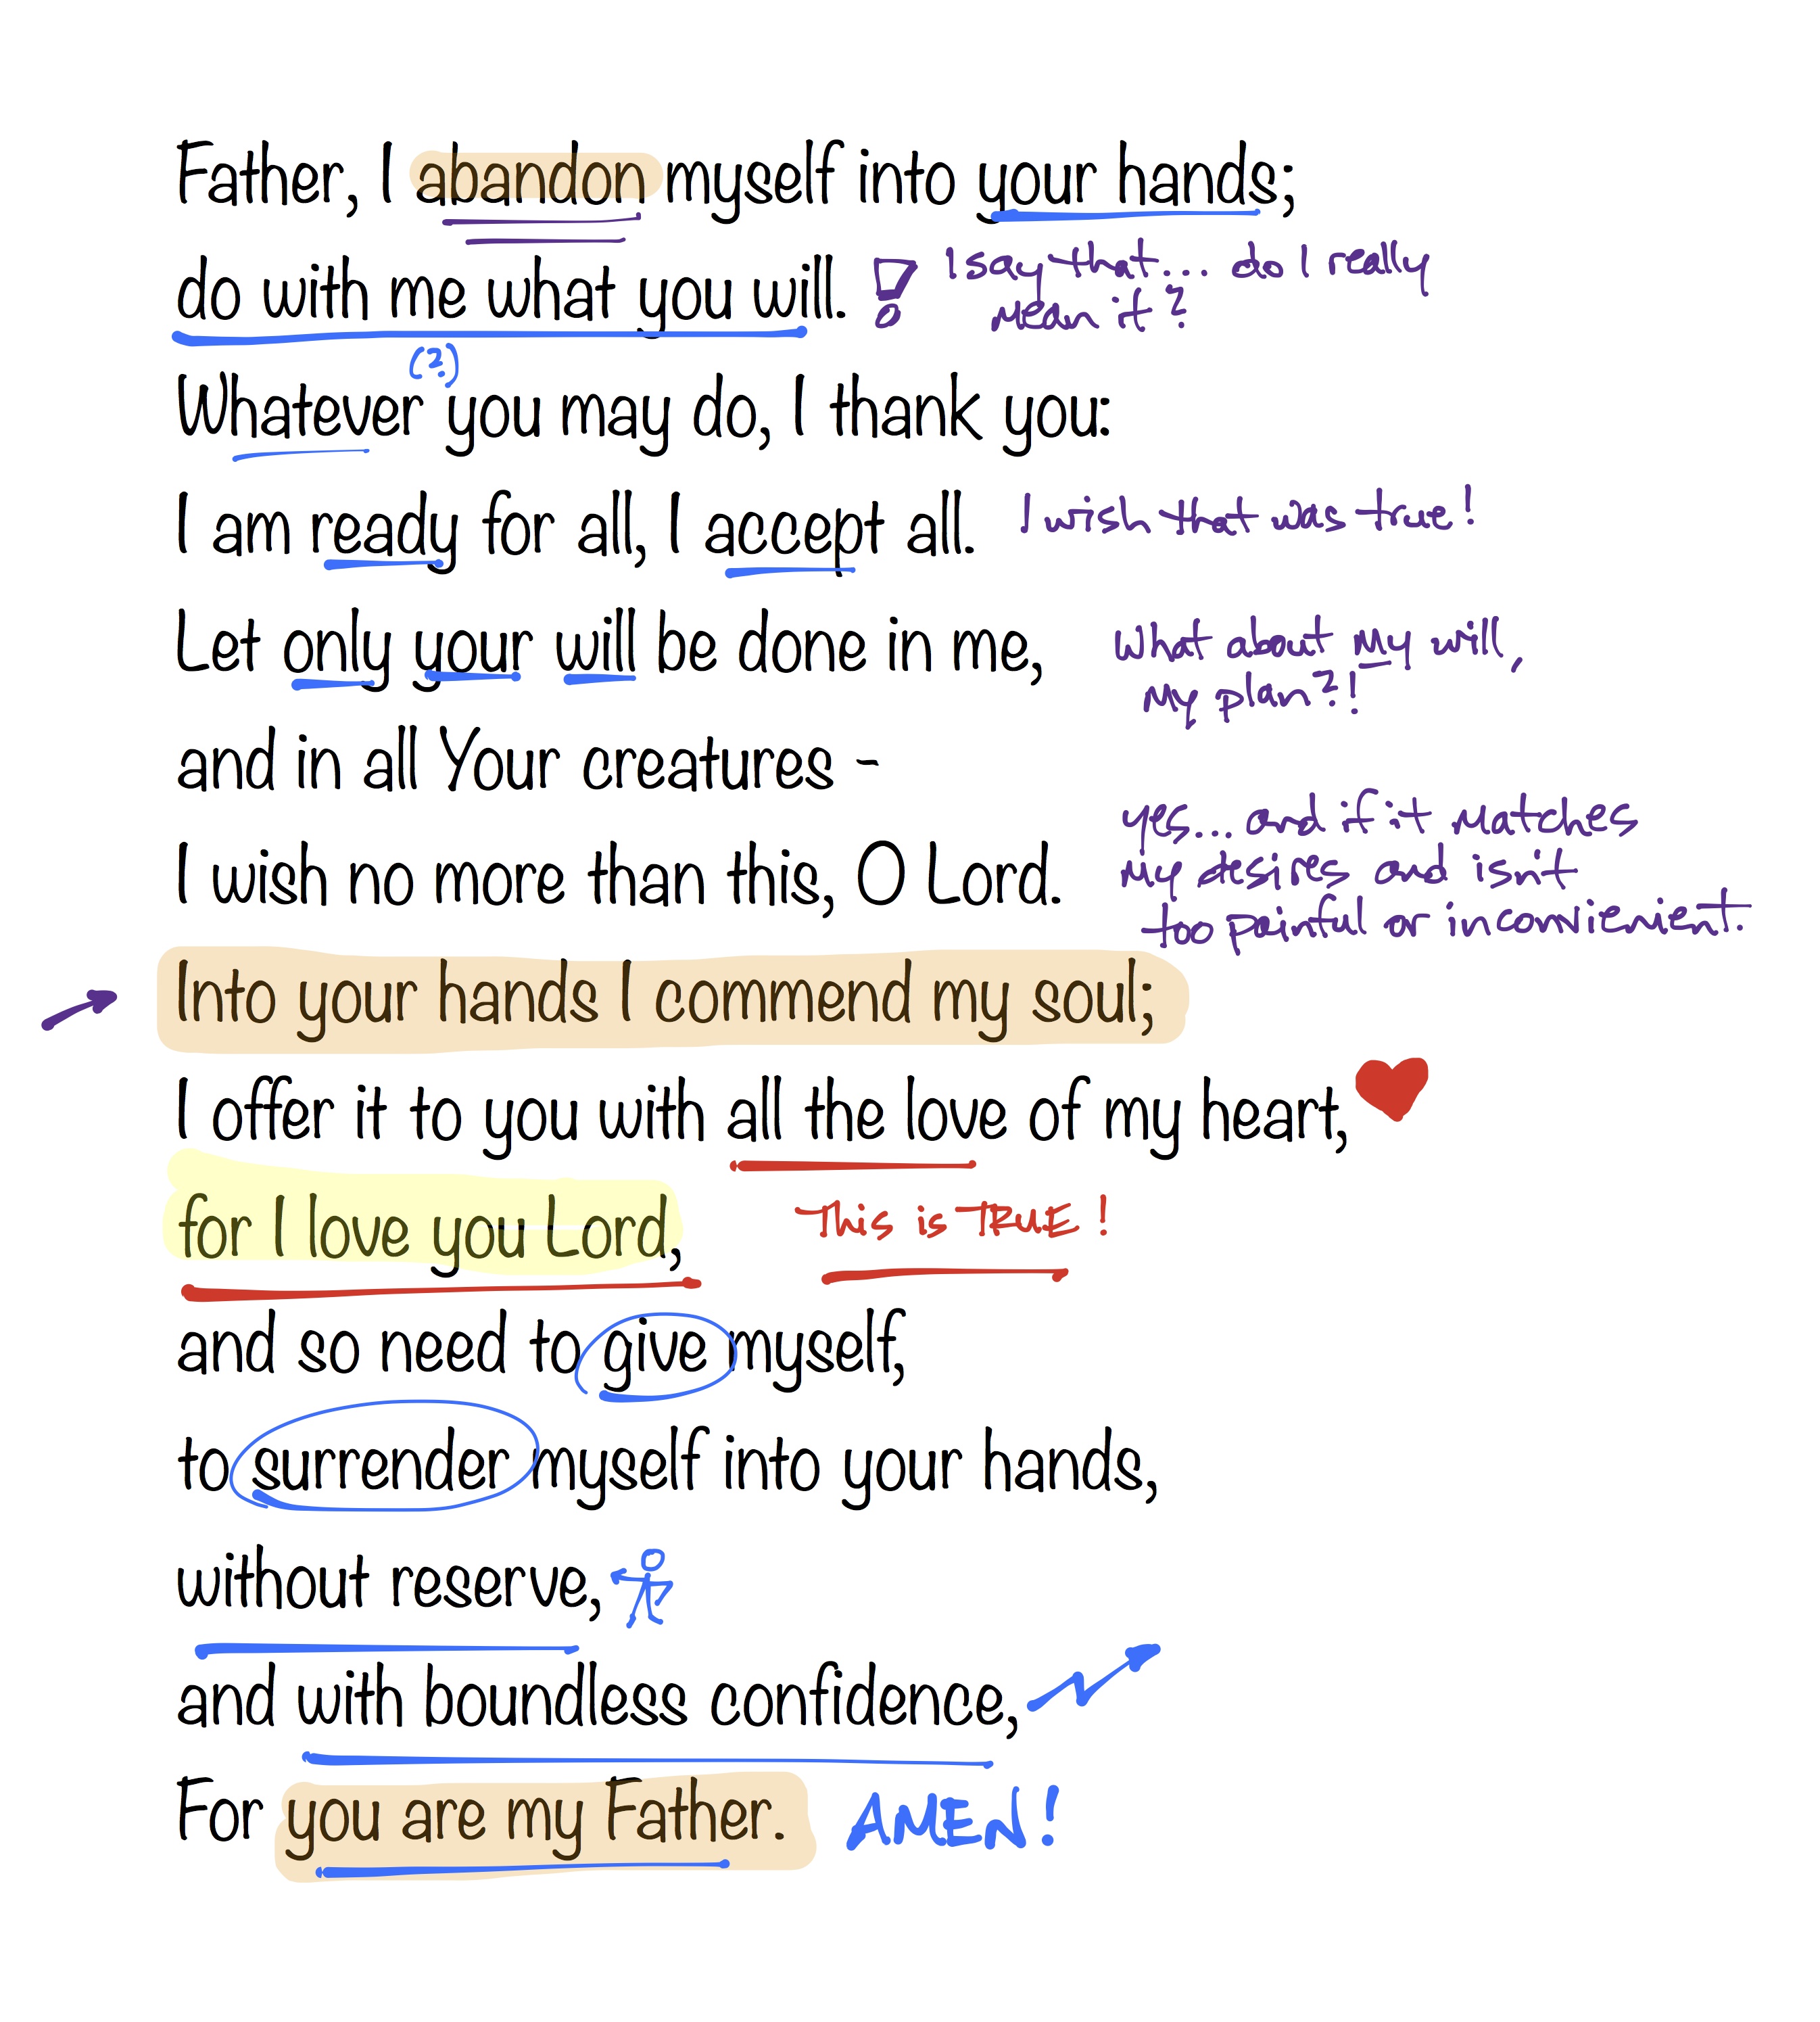 Father, I abandon myself into your hands;
do with me what you will. ! I say that... do I really
mean it?
(?)
Whatever you may do, I thank you:
I am ready for all, I accept all. I wish that was true!
Let only your will be done in me, What about my will,
my plan?!
and in all Your creatures -
yes... and if it matches
I wish no more than this, O Lord. my desires and isn't
too painful or inconvienient.
Into your hands I commend my soul;
I offer it to you with all the love of my heart,
for I love you Lord, This is TRUE!
and so need to give myself,
to surrender myself into your hands,
without reserve,
and with boundless confidence,
For you are my Father. AMEN!